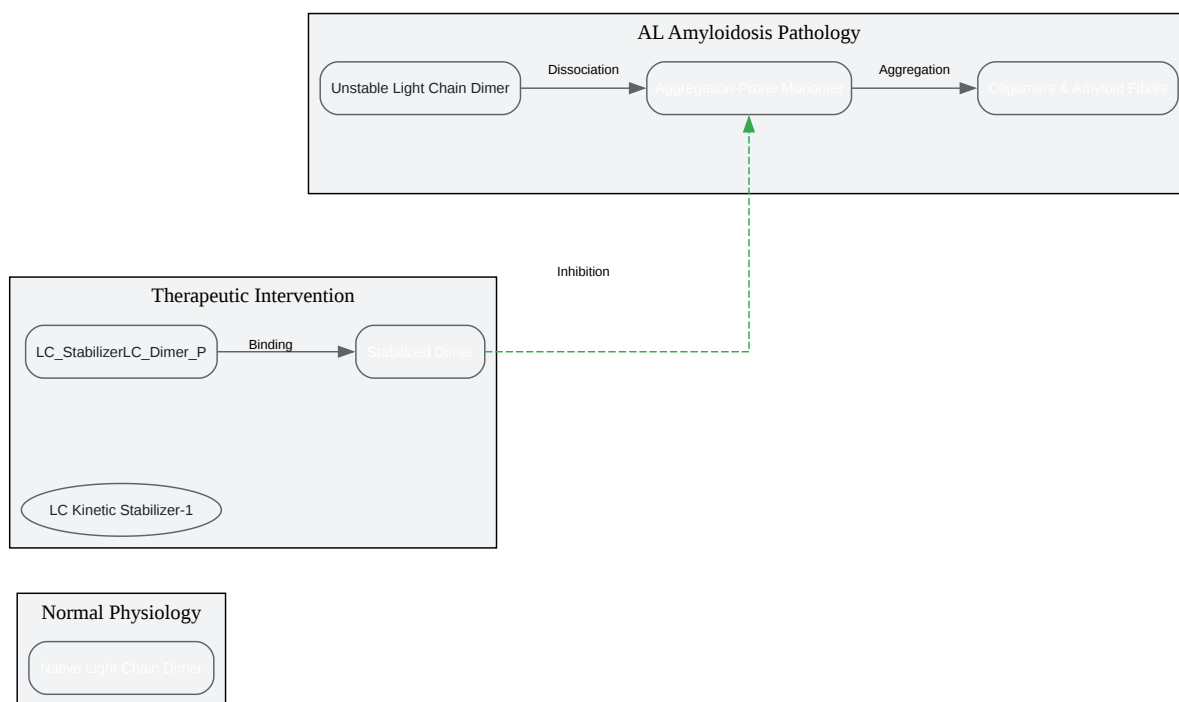 AL Amyloidosis Pathology
Unstable Light Chain Dimer
Dissociation
Aggregation-Prone Monomer
Aggregation
Oligomers & Amyloid Fibrils
Inhibition
Therapeutic Intervention
LC_StabilizerLC_Dimer_P
Binding
Stabilized Dimer
LC Kinetic Stabilizer-1
Normal Physiology
Native Light Chain Dimer